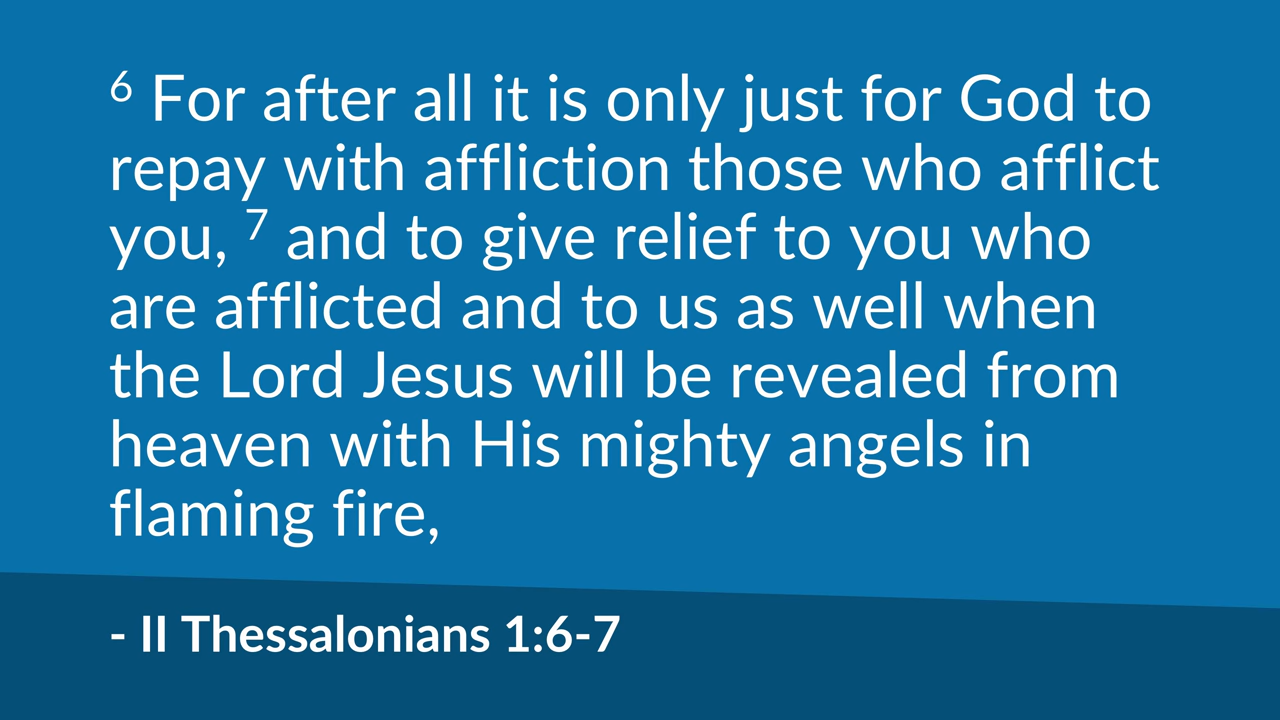 ⁶ For after all it is only just for God to
repay with affliction those who afflict
you, ⁷ and to give relief to you who
are afflicted and to us as well when
the Lord Jesus will be revealed from
heaven with His mighty angels in
flaming fire,
- II Thessalonians 1:6-7